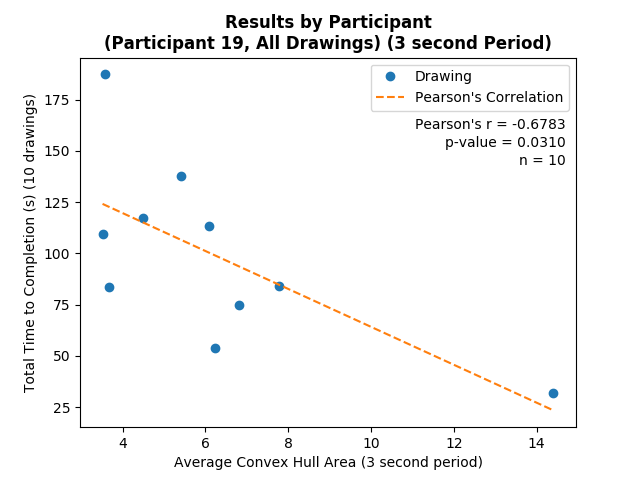 Results by Participant
(Participant 19, All Drawings) (3 second Period)
Drawing
Pearson's Correlation
Pearson's r = -0.6783
p-value = 0.0310
n = 10
Total Time to Completion (s) (10 drawings)
175
150
125
100
75
50
25
4 6 8 10 12 14
Average Convex Hull Area (3 second period)